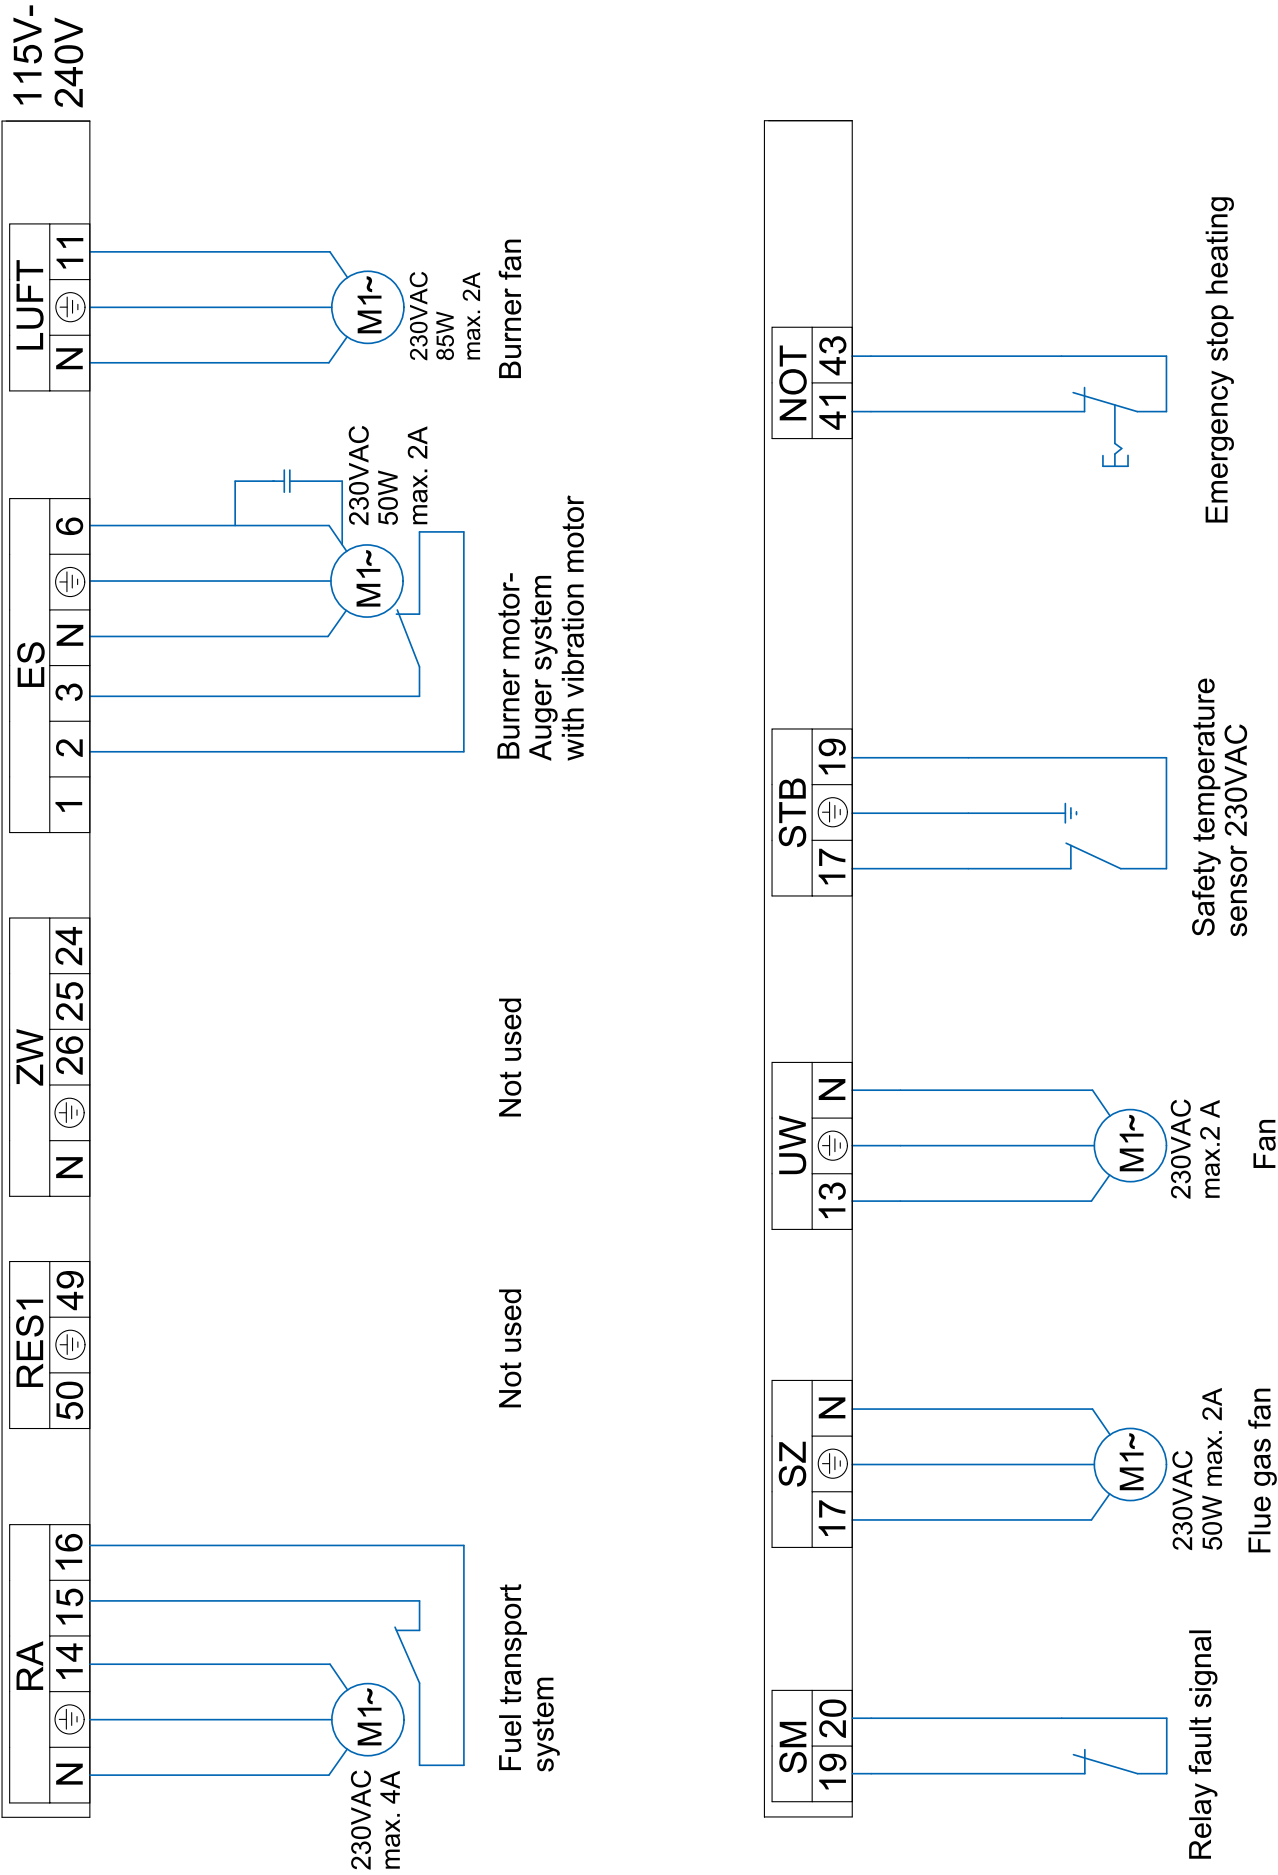 115V-
240V
RA
N 14 15 16
M1~
230VAC
max. 4A
Fuel transport
system
RES1
50 49
Not used
ZW
N 26 25 24
Not used
ES
1 2 3 N 6
M1~
230VAC
50W
max. 2A
Burner motor-
Auger system
with vibration motor
LUFT
N 11
M1~
230VAC
85W
max. 2A
Burner fan
SM
19 20
Relay fault signal
SZ
17 N
M1~
230VAC
50W max. 2A
Flue gas fan
UW
13 N
M1~
230VAC
max.2 A
Fan
STB
17 19
Safety temperature
sensor 230VAC
NOT
41 43
Emergency stop heating